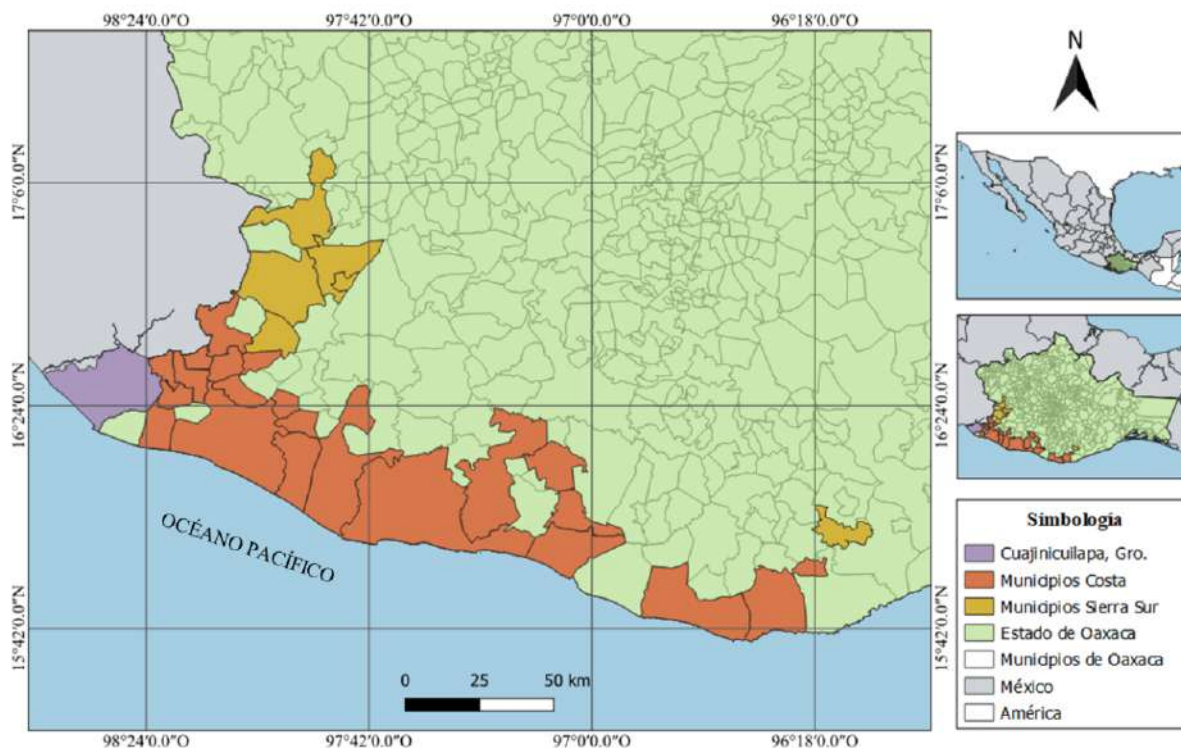 98°24'0.0"O 97°42'0.0"O 97°0'0.0"O 96°18'0.0"O
N
17°6'0.0"N
17°6'0.0"N
16°24'0.0"N
16°24'0.0"N
15°42'0.0"N
15°42'0.0"N
OCÉANO PACÍFICO
0 25 50 km
98°24'0.0"O 97°42'0.0"O 97°0'0.0"O 96°18'0.0"O
Simbología
Cuajinicuilapa, Gro.
Municipios Costa
Municipios Sierra Sur
Estado de Oaxaca
Municipios de Oaxaca
México
América